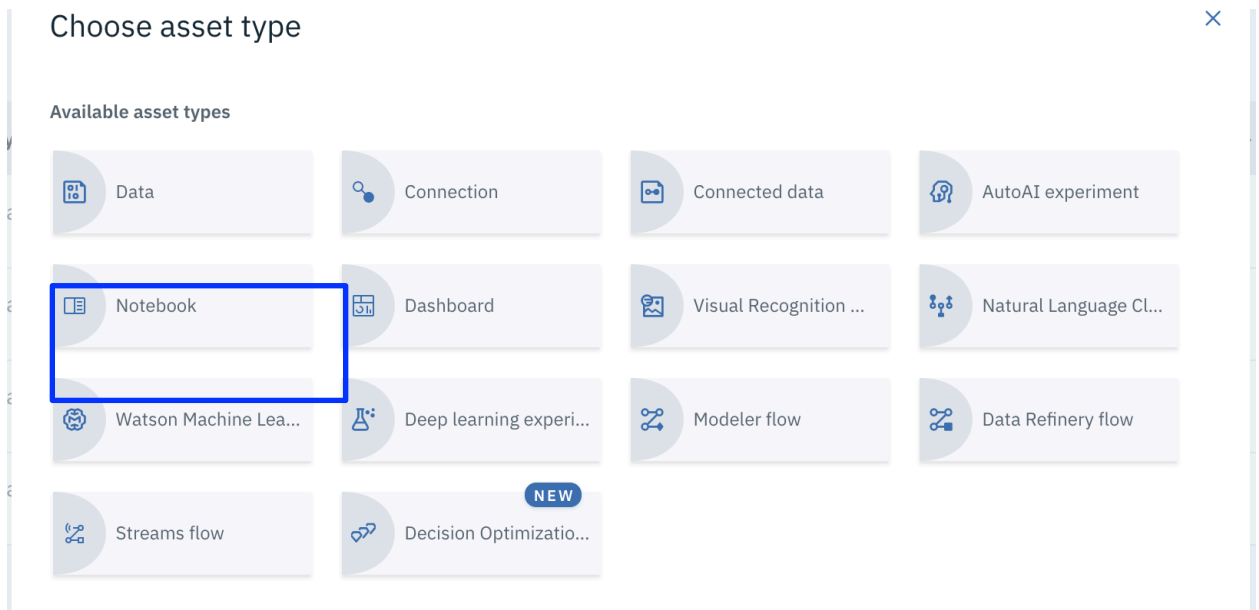 Choose asset type
Available asset types
Data
Connection
Connected data
AutoAI experiment
Notebook
Dashboard
Visual Recognition ...
Natural Language Cl...
Watson Machine Lea...
Deep learning experi...
Modeler flow
Data Refinery flow
NEW
Streams flow
Decision Optimizatio...